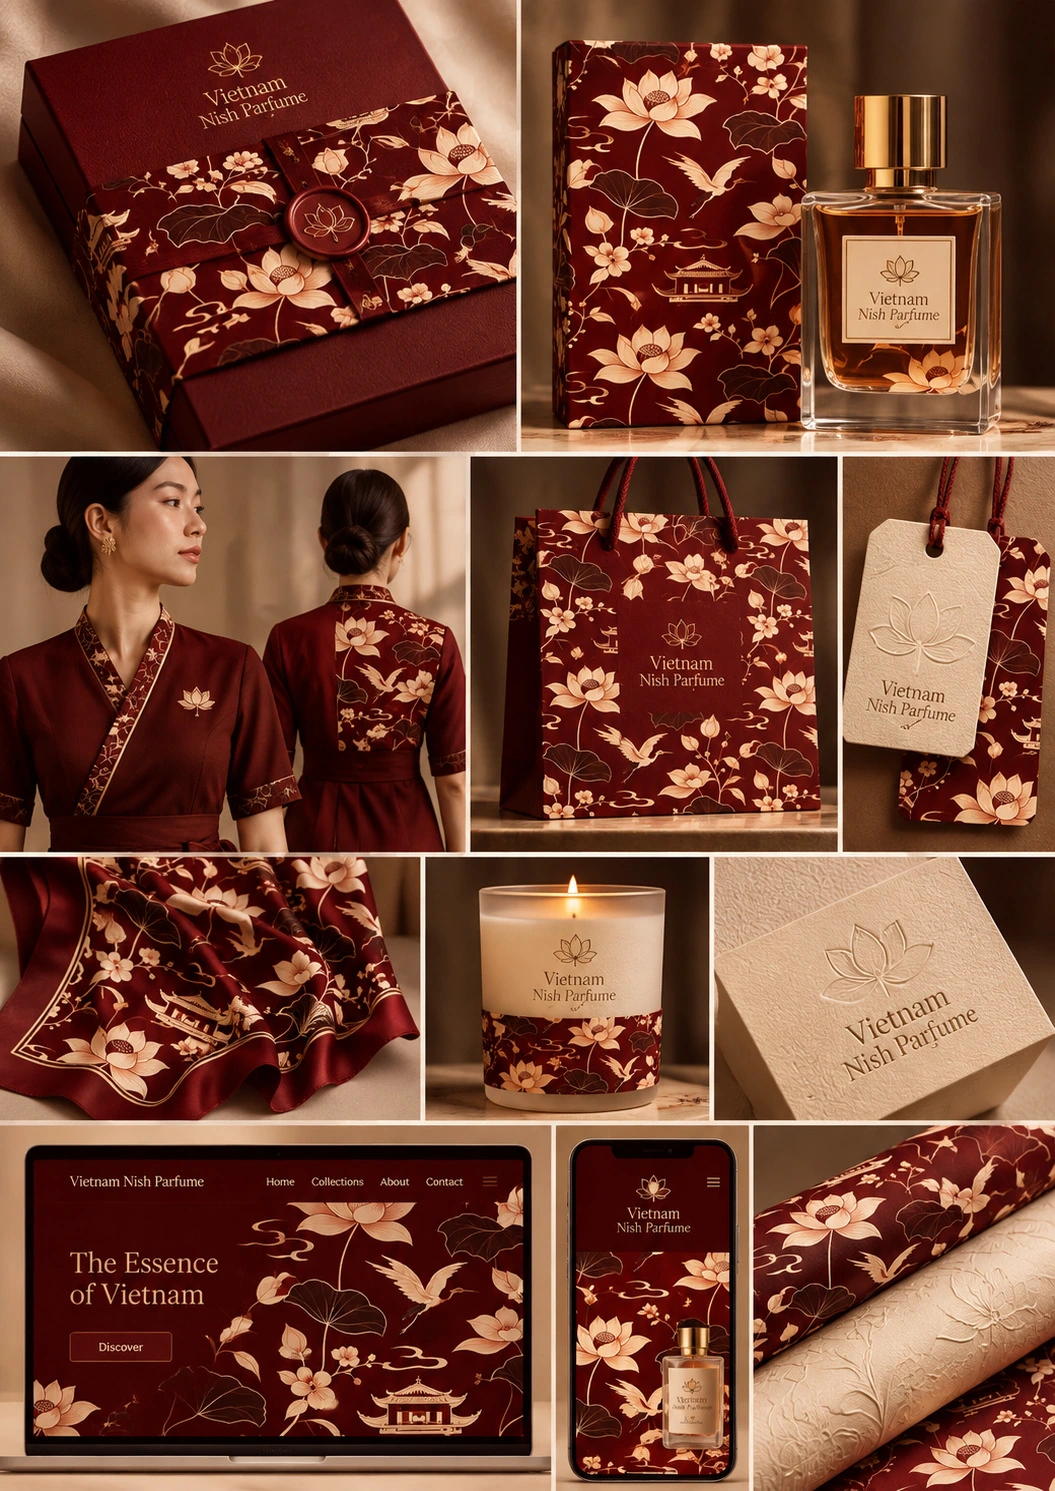 Vietnam
Nish Parfume
Vietnam
Nish Parfume
Vietnam
Nish Parfume
Vietnam
Nish Parfume
Vietnam
Nish Parfume
Vietnam
Nish Parfume
Vietnam Nish Parfume
Home
Collections
About
Contact
The Essence
of Vietnam
Discover
Vietnam
Nish Parfume
Vietnam